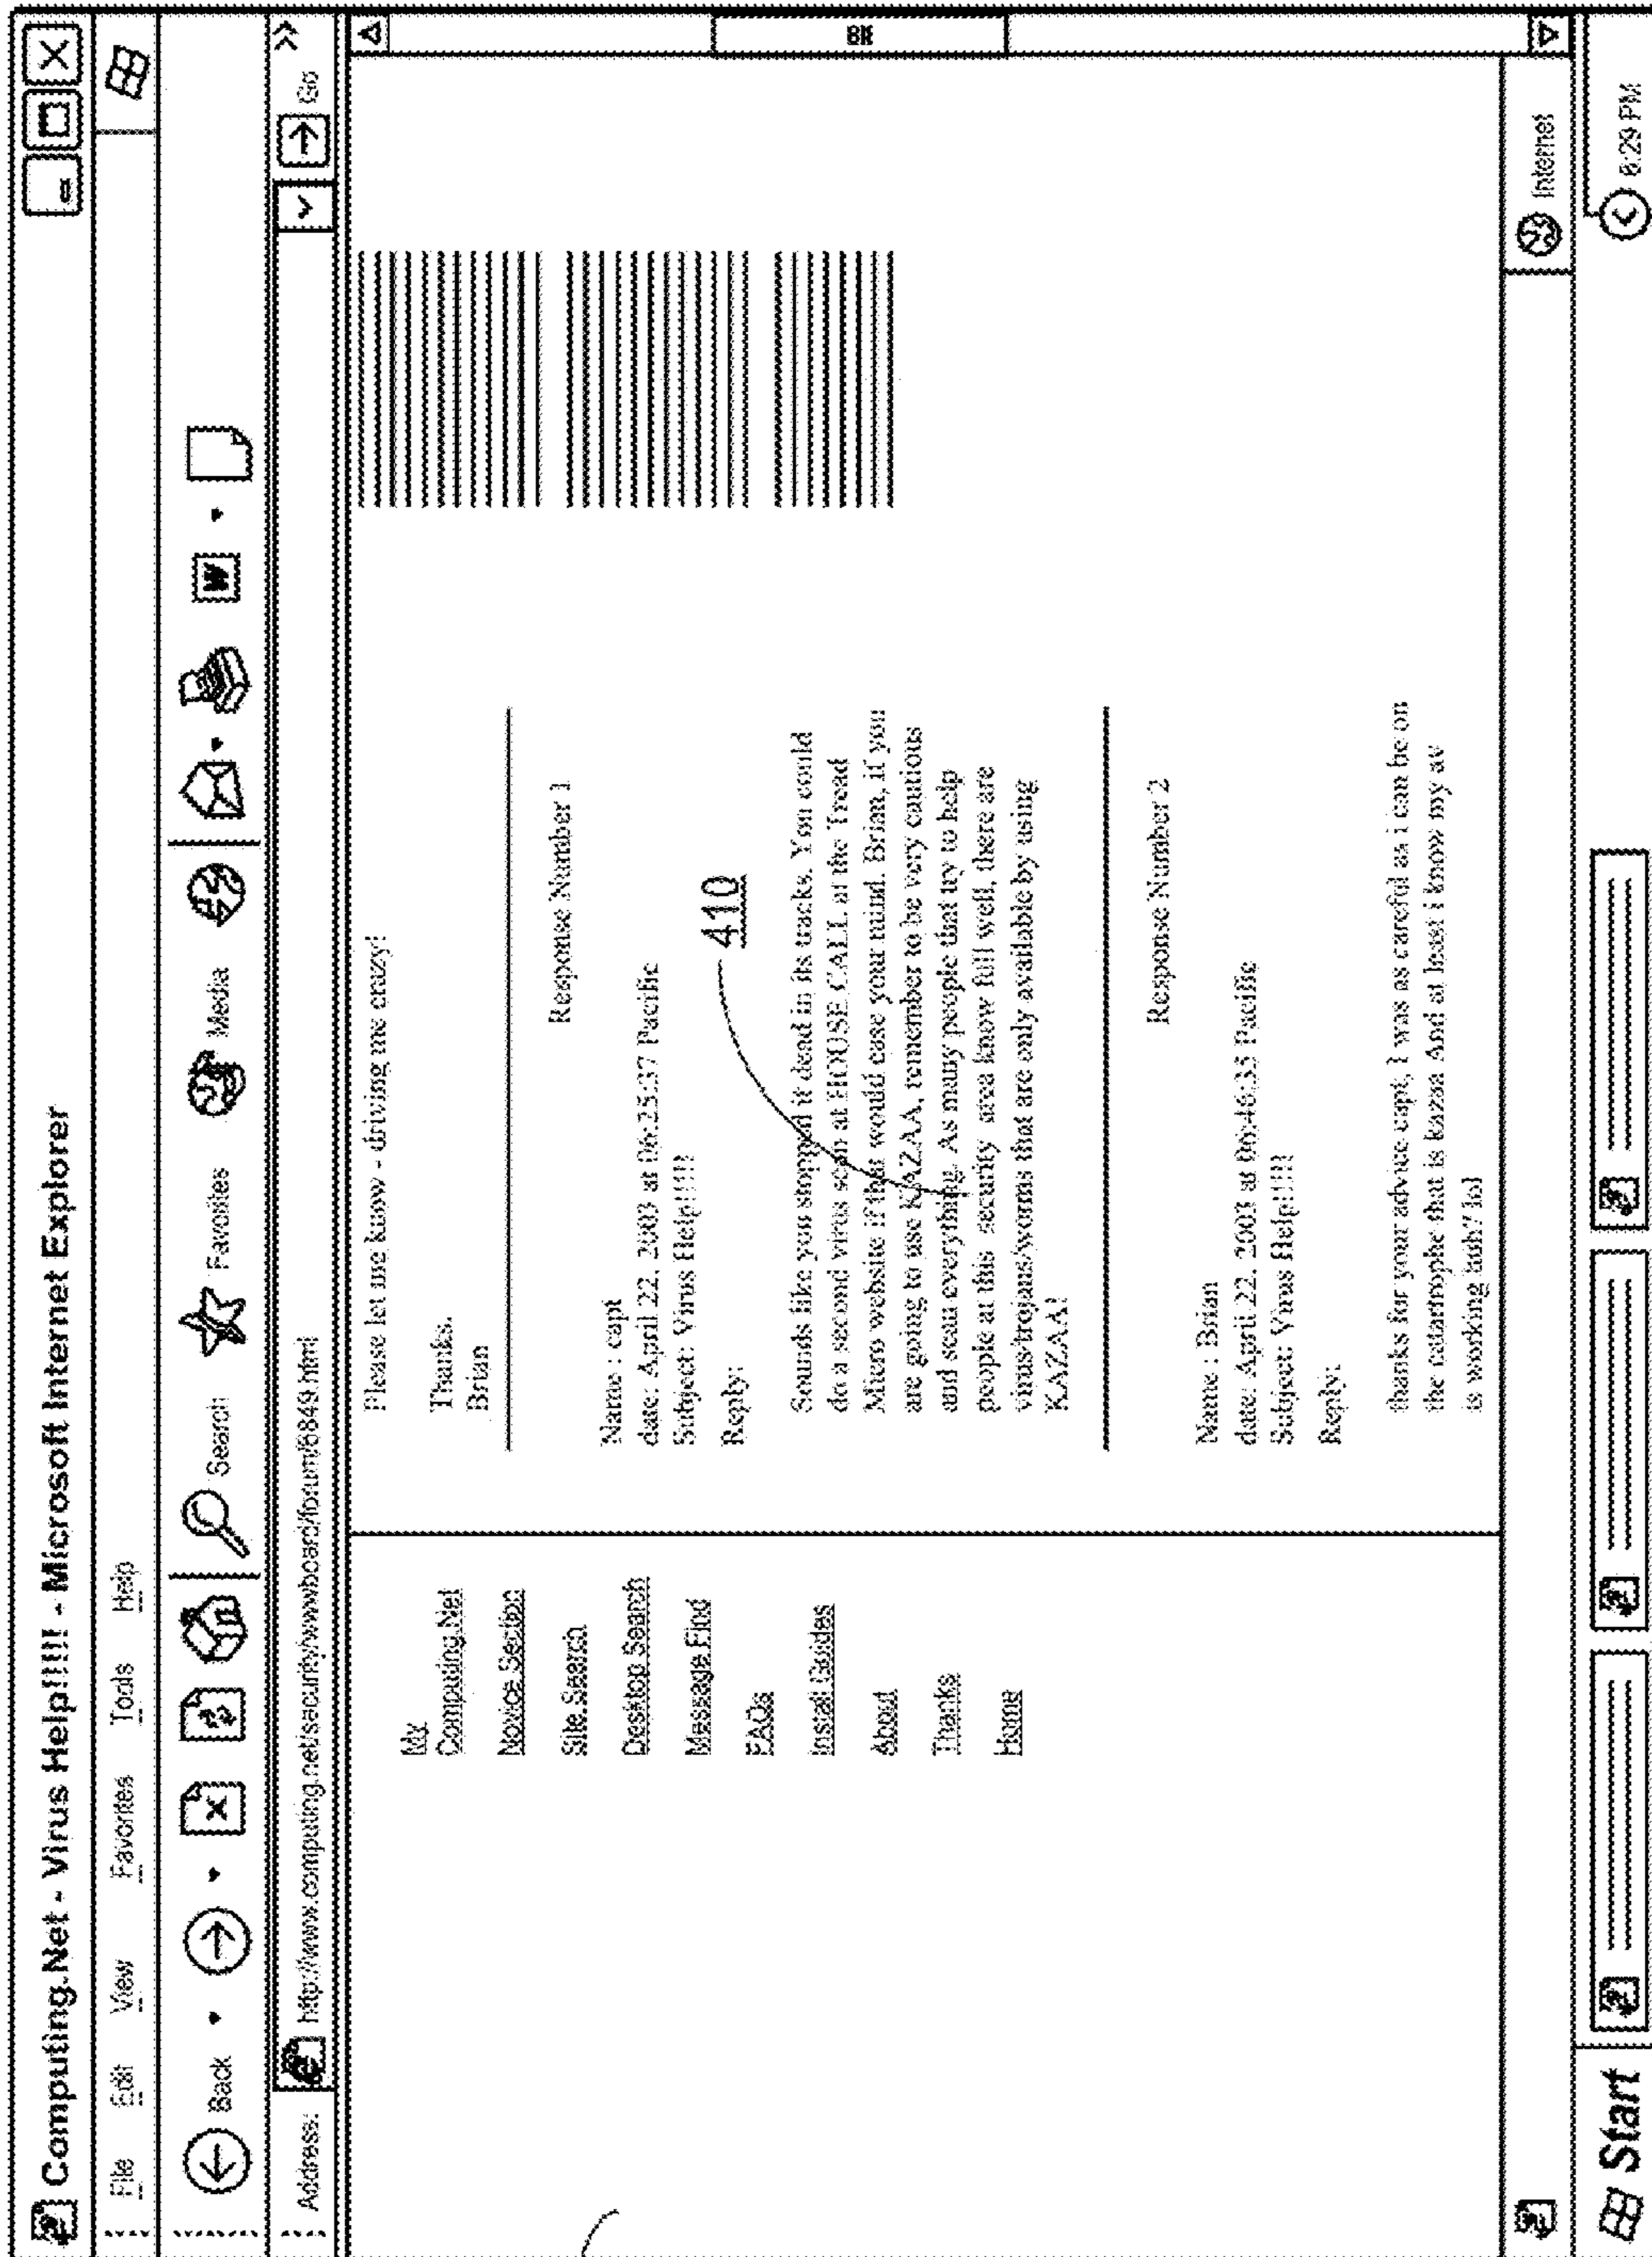 Computing.Net - Virus Help!!!! - Microsoft Internet Explorer
File Edit View Favorites Tools Help
Back Search Favorites Media
Address: http://www.computing.net/security/wwwboard/forum/6849.html Go
My
Computing.Net
Novice Section
Site Search
Desktop Search
Message Find
FAQs
Install Guides
About
Thanks
Home
Please let me know - driving me crazy!
Thanks.
Brian
Response Number 1
Name : capt
date: April 22, 2003 at 06:25:37 Pacific
Subject: Virus Help!!!!!
Reply:
410
Sounds like you stopped it dead in its tracks. You could
do a second virus scan at HOUSE CALL at the Tread
Micro website if that would ease your mind. Brian, if you
are going to use KAZAA, remember to be very cautious
and scan everything. As many people that try to help
people at this security area know full well, there are
virus/trojans/worms that are only available by using
KAZAA!
Response Number 2
Name : Brian
date: April 22, 2003 at 06:46:35 Pacific
Subject: Virus Help!!!!!
Reply:
thanks for your advice capt, I was as careful as i can be on
the catastrophe that is kazaa And at least i know my av
is working huh? lol
Internet
Start 6:29 PM